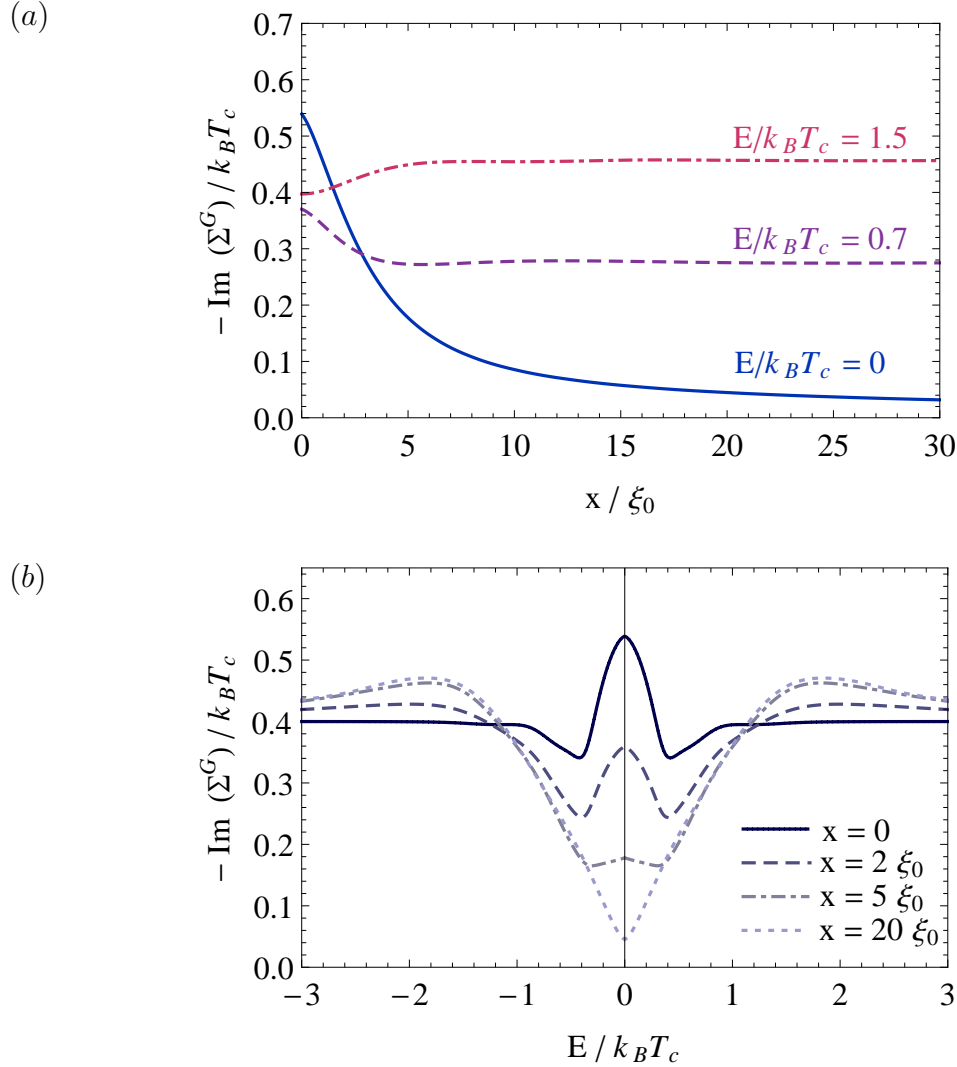 (a)
0.7
0.6
0.5
0.4
0.3
0.2
0.1
0.0
− Im (Σ^G) / k_B T_c
E/k_B T_c = 1.5
E/k_B T_c = 0.7
E/k_B T_c = 0
0 5 10 15 20 25 30
x / ξ_0
(b)
0.6
0.5
0.4
0.3
0.2
0.1
0.0
− Im (Σ^G) / k_B T_c
x = 0
x = 2 ξ_0
x = 5 ξ_0
x = 20 ξ_0
−3 −2 −1 0 1 2 3
E / k_B T_c